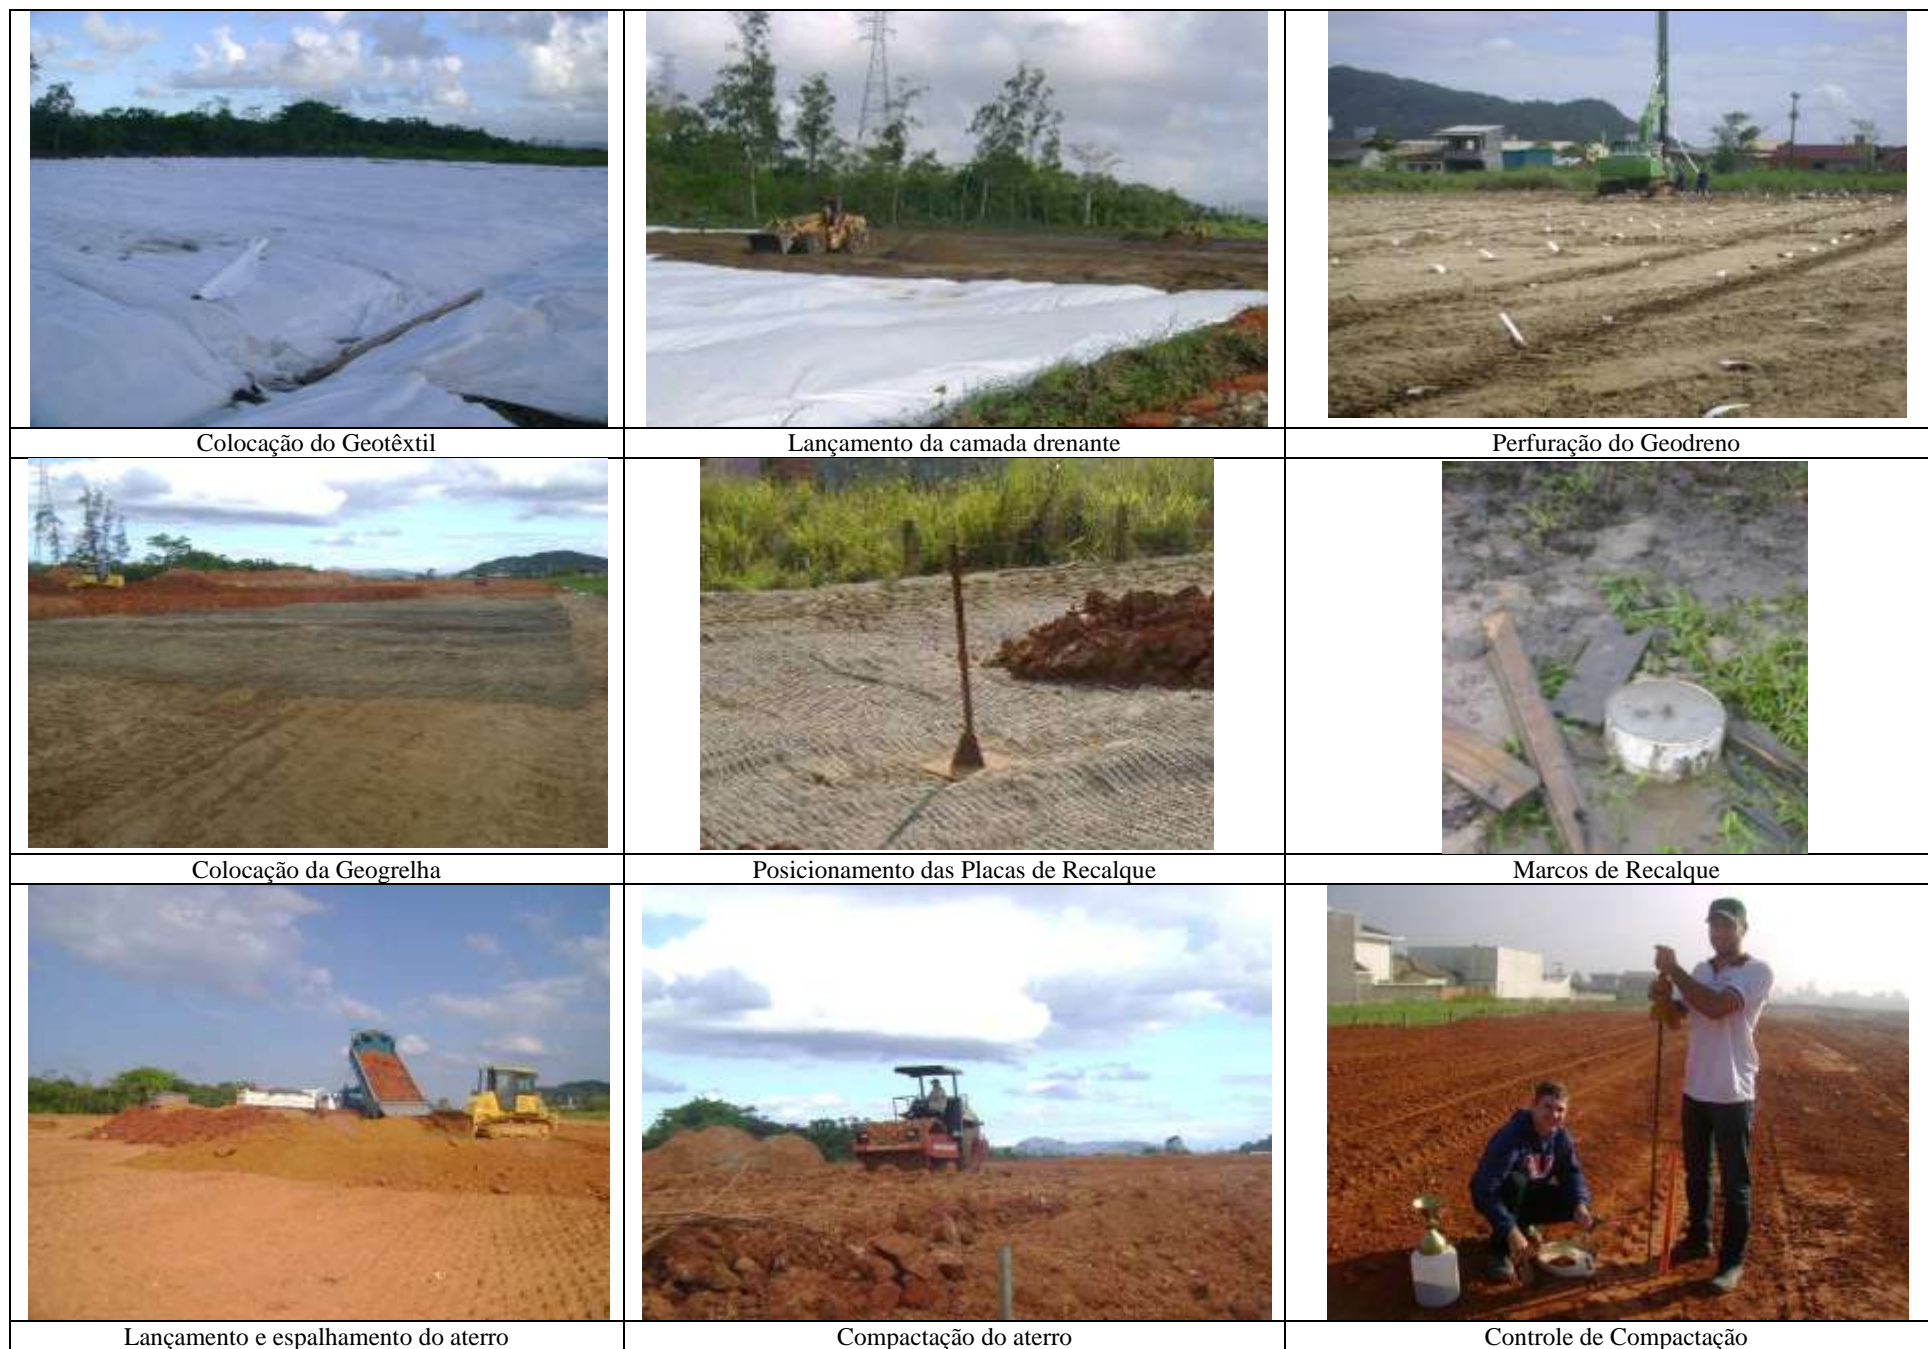 Colocação do Geotêxtil
Lançamento da camada drenante
Perfuração do Geodreno
Colocação da Geogrelha
Posicionamento das Placas de Recalque
Marcos de Recalque
Lançamento e espalhamento do aterro
Compactação do aterro
Controle de Compactação